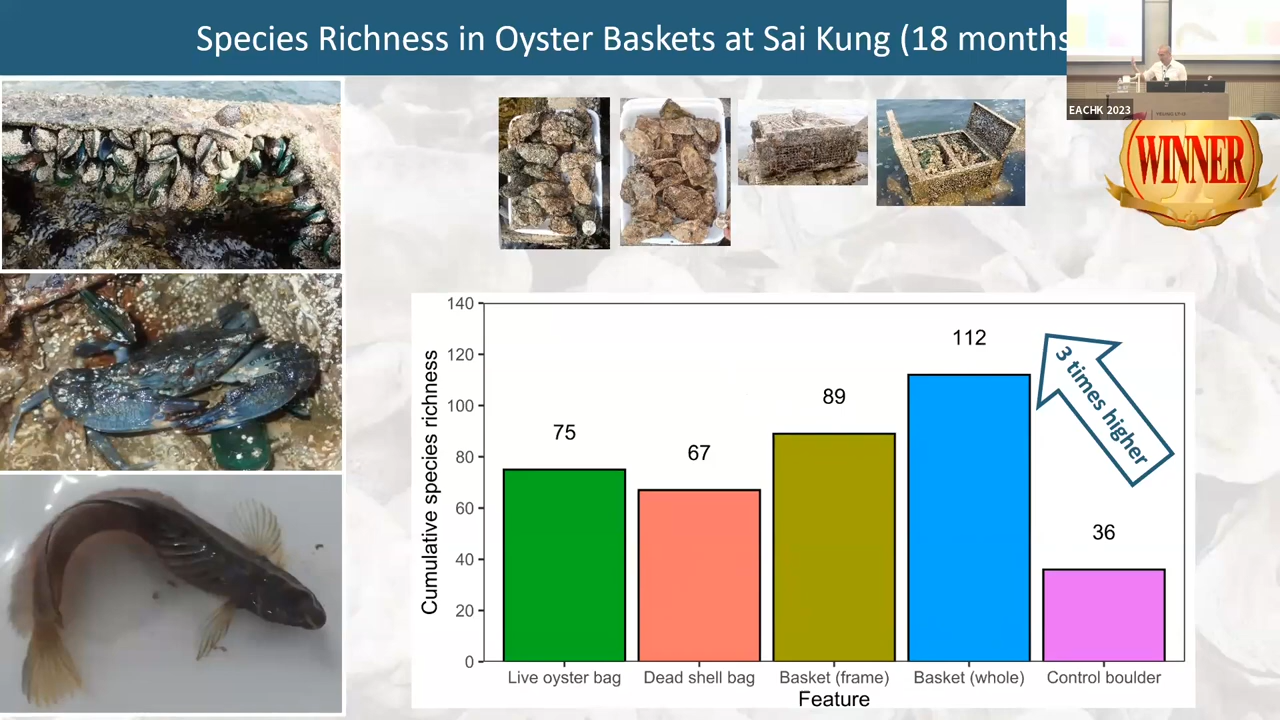 Species Richness in Oyster Baskets at Sai Kung (18 months
EACHK 2023
WINNER
140
120
100
80
60
40
20
0
Cumulative species richness
75
67
89
112
36
3 times higher
Live oyster bag
Dead shell bag
Basket (frame)
Basket (whole)
Control boulder
Feature